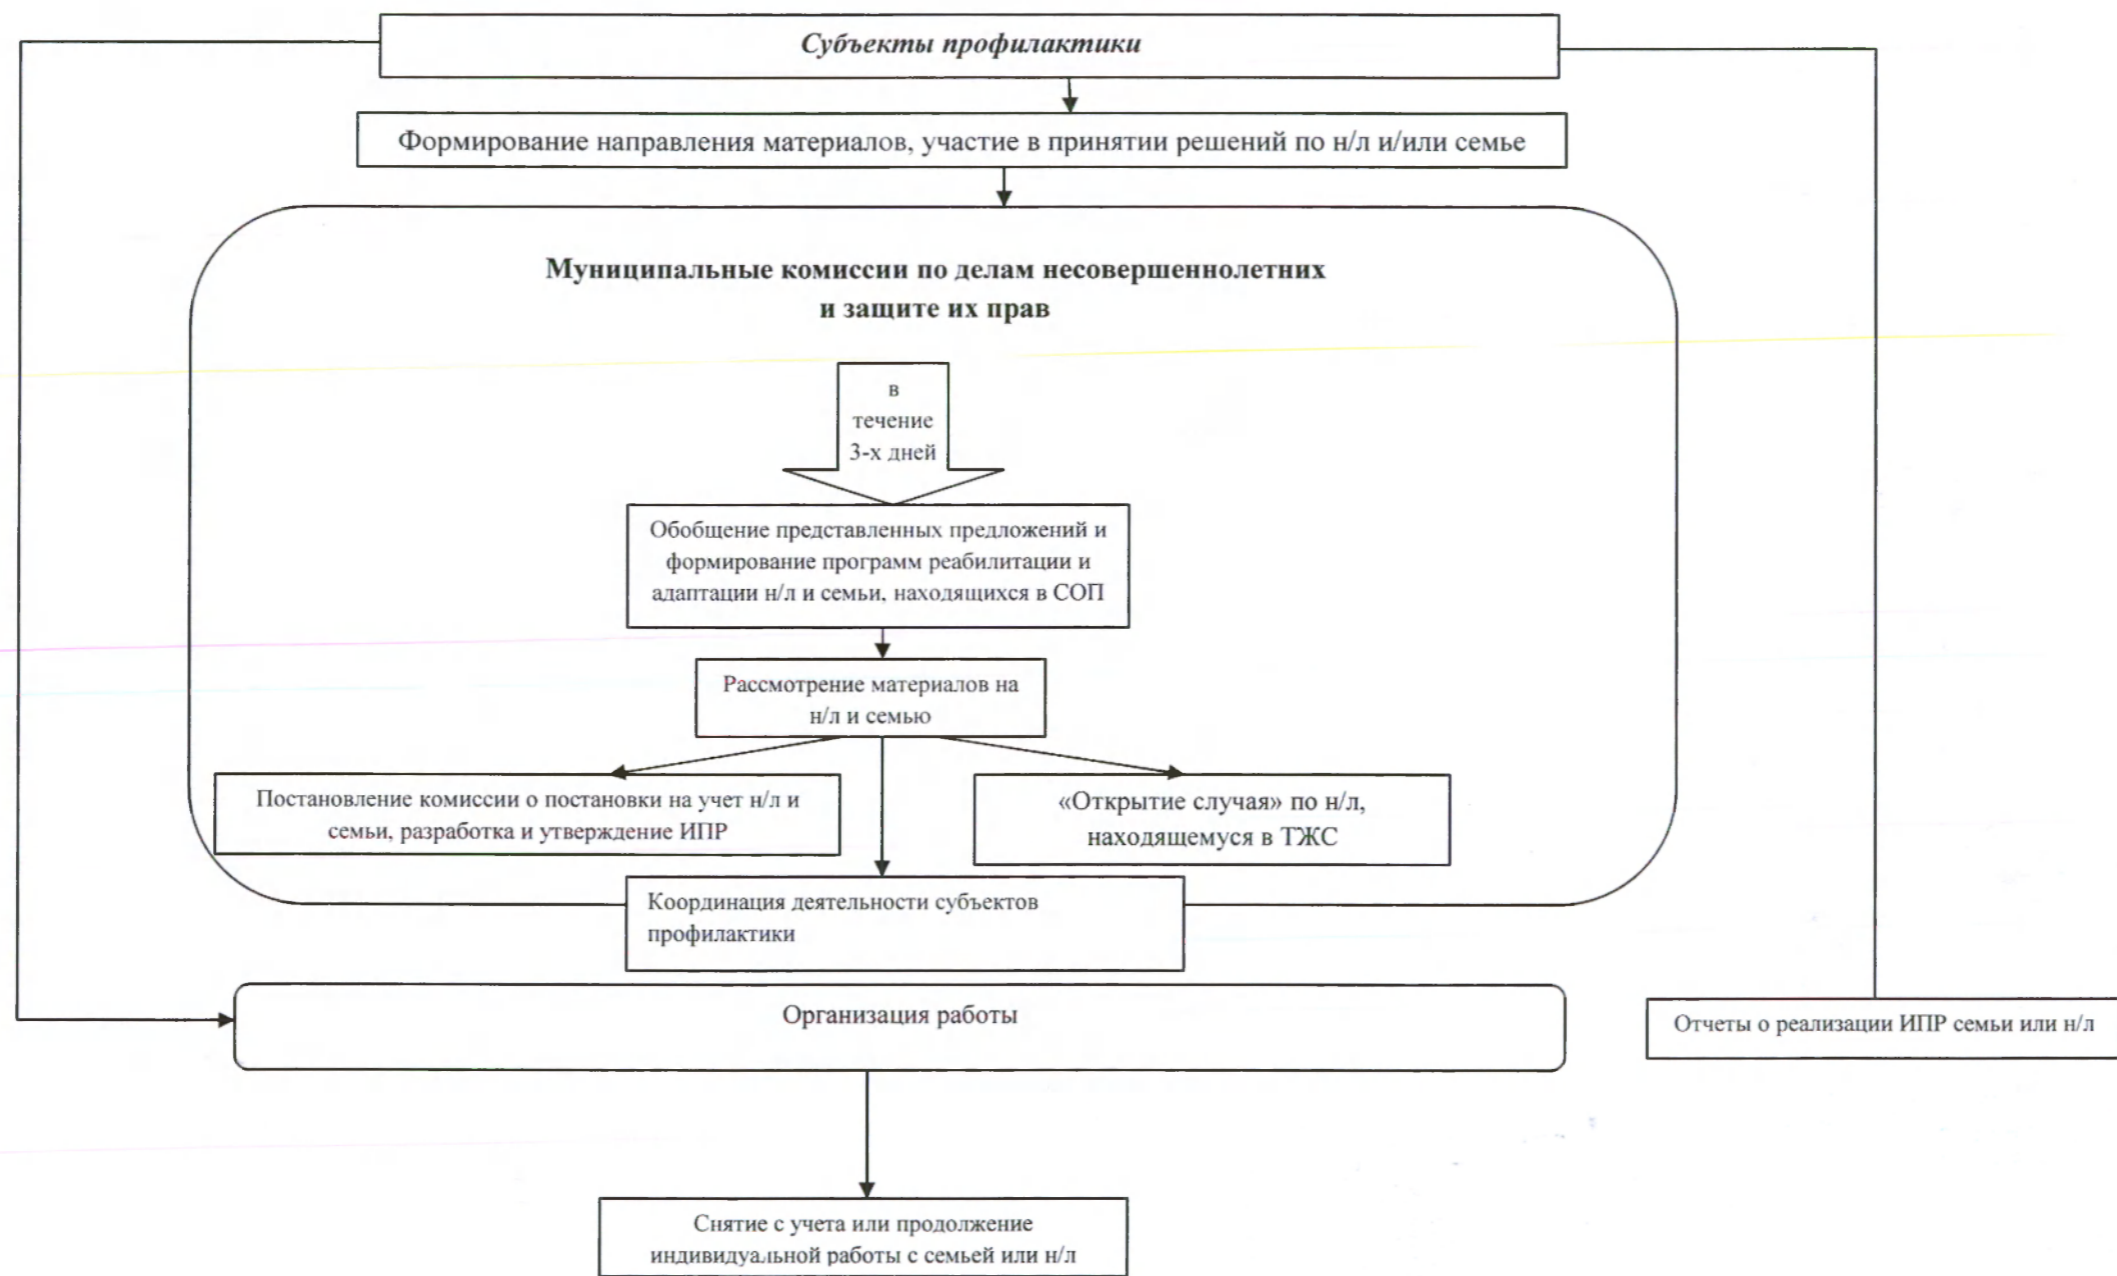 Субъекты профилактики
Формирование направления материалов, участие в принятии решений по н/л и/или семье
Муниципальные комиссии по делам несовершеннолетних
и защите их прав
в
течение
3-х дней
Обобщение представленных предложений и
формирование программ реабилитации и
адаптации н/л и семьи, находящихся в СОП
Рассмотрение материалов на
н/л и семью
Постановление комиссии о постановки на учет н/л и
семьи, разработка и утверждение ИПР
«Открытие случая» по н/л,
находящемуся в ТЖС
Координация деятельности субъектов
профилактики
Организация работы
Отчеты о реализации ИПР семьи или н/л
Снятие с учета или продолжение
индивидуальной работы с семьей или н/л